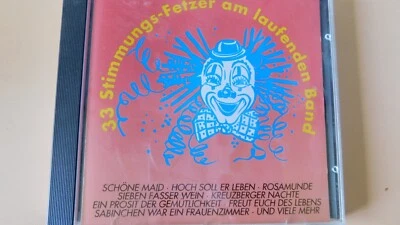 33 Stimmungs-Fetzer am laufenden Band
SCHÖNE MAID · HOCH SOLL ER LEBEN · ROSAMUNDE
SIEBEN FÄSSER WEIN · KREUZBERGER NÄCHTE
EIN PROSIT DER GEMÜTLICHKEIT · FREUT EUCH DES LEBENS
SABINCHEN WAR EIN FRAUENZIMMER · UND VIELE MEHR